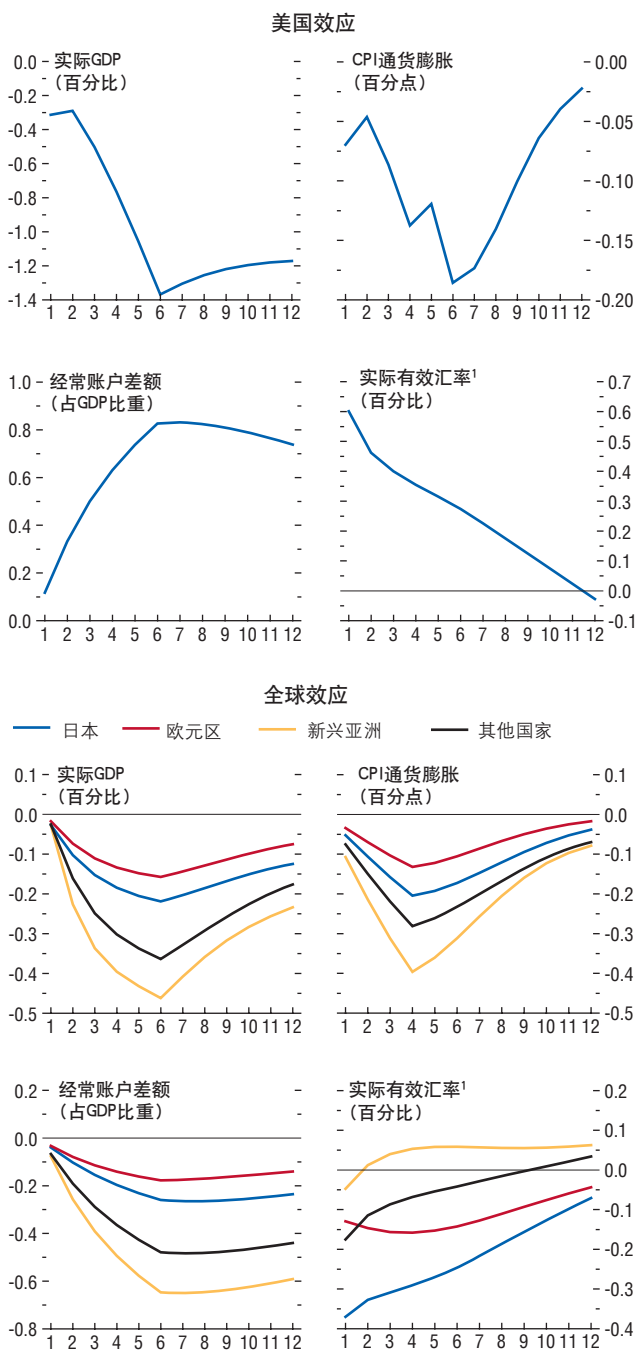 美国效应
实际GDP
（百分比）
0.0
-0.2
-0.4
-0.6
-0.8
-1.0
-1.2
-1.4
1 2 3 4 5 6 7 8 9 10 11 12
CPI通货膨胀
（百分点）
0.00
-0.05
-0.10
-0.15
-0.20
1 2 3 4 5 6 7 8 9 10 11 12
经常账户差额
（占GDP比重）
1.0
0.8
0.6
0.4
0.2
0.0
1 2 3 4 5 6 7 8 9 10 11 12
实际有效汇率¹
（百分比）
0.7
0.6
0.5
0.4
0.3
0.2
0.1
0.0
-0.1
1 2 3 4 5 6 7 8 9 10 11 12
全球效应
日本 欧元区 新兴亚洲 其他国家
实际GDP
（百分比）
0.1
0.0
-0.1
-0.2
-0.3
-0.4
-0.5
1 2 3 4 5 6 7 8 9 10 11 12
CPI通货膨胀
（百分点）
0.1
0.0
-0.1
-0.2
-0.3
-0.4
-0.5
1 2 3 4 5 6 7 8 9 10 11 12
经常账户差额
（占GDP比重）
0.2
0.0
-0.2
-0.4
-0.6
-0.8
1 2 3 4 5 6 7 8 9 10 11 12
实际有效汇率¹
（百分比）
0.2
0.1
0.0
-0.1
-0.2
-0.3
-0.4
1 2 3 4 5 6 7 8 9 10 11 12